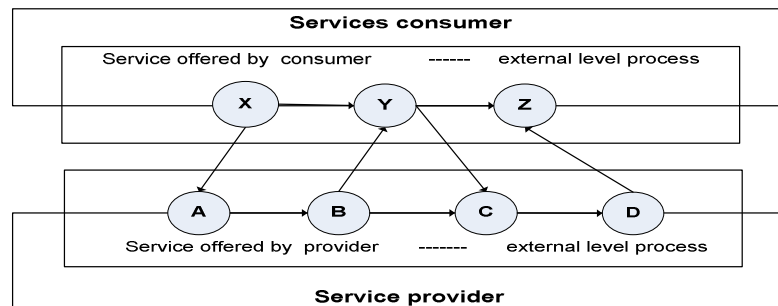 Services consumer
Service offered by consumer ------ external level process
X Y Z
A B C D
Service offered by provider ------- external level process
Service provider